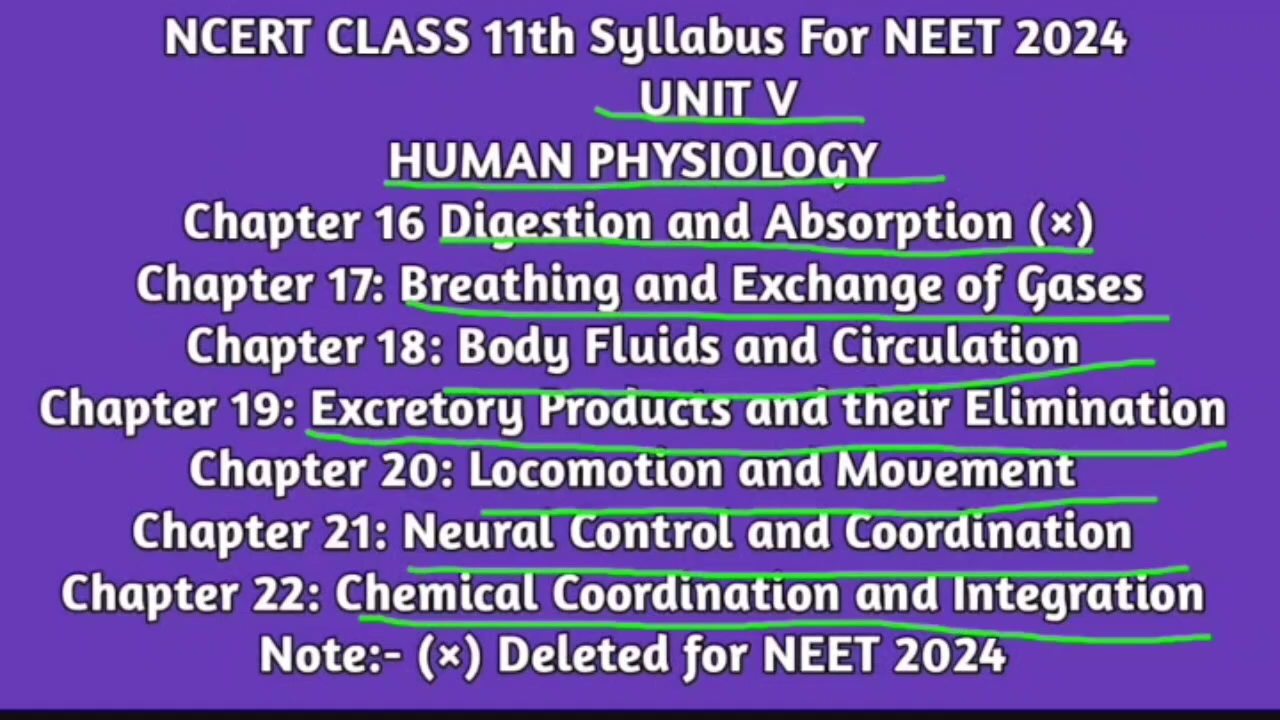 NCERT CLASS 11th Syllabus For NEET 2024
UNIT V
HUMAN PHYSIOLOGY
Chapter 16 Digestion and Absorption (×)
Chapter 17: Breathing and Exchange of Gases
Chapter 18: Body Fluids and Circulation
Chapter 19: Excretory Products and their Elimination
Chapter 20: Locomotion and Movement
Chapter 21: Neural Control and Coordination
Chapter 22: Chemical Coordination and Integration
Note:- (×) Deleted for NEET 2024